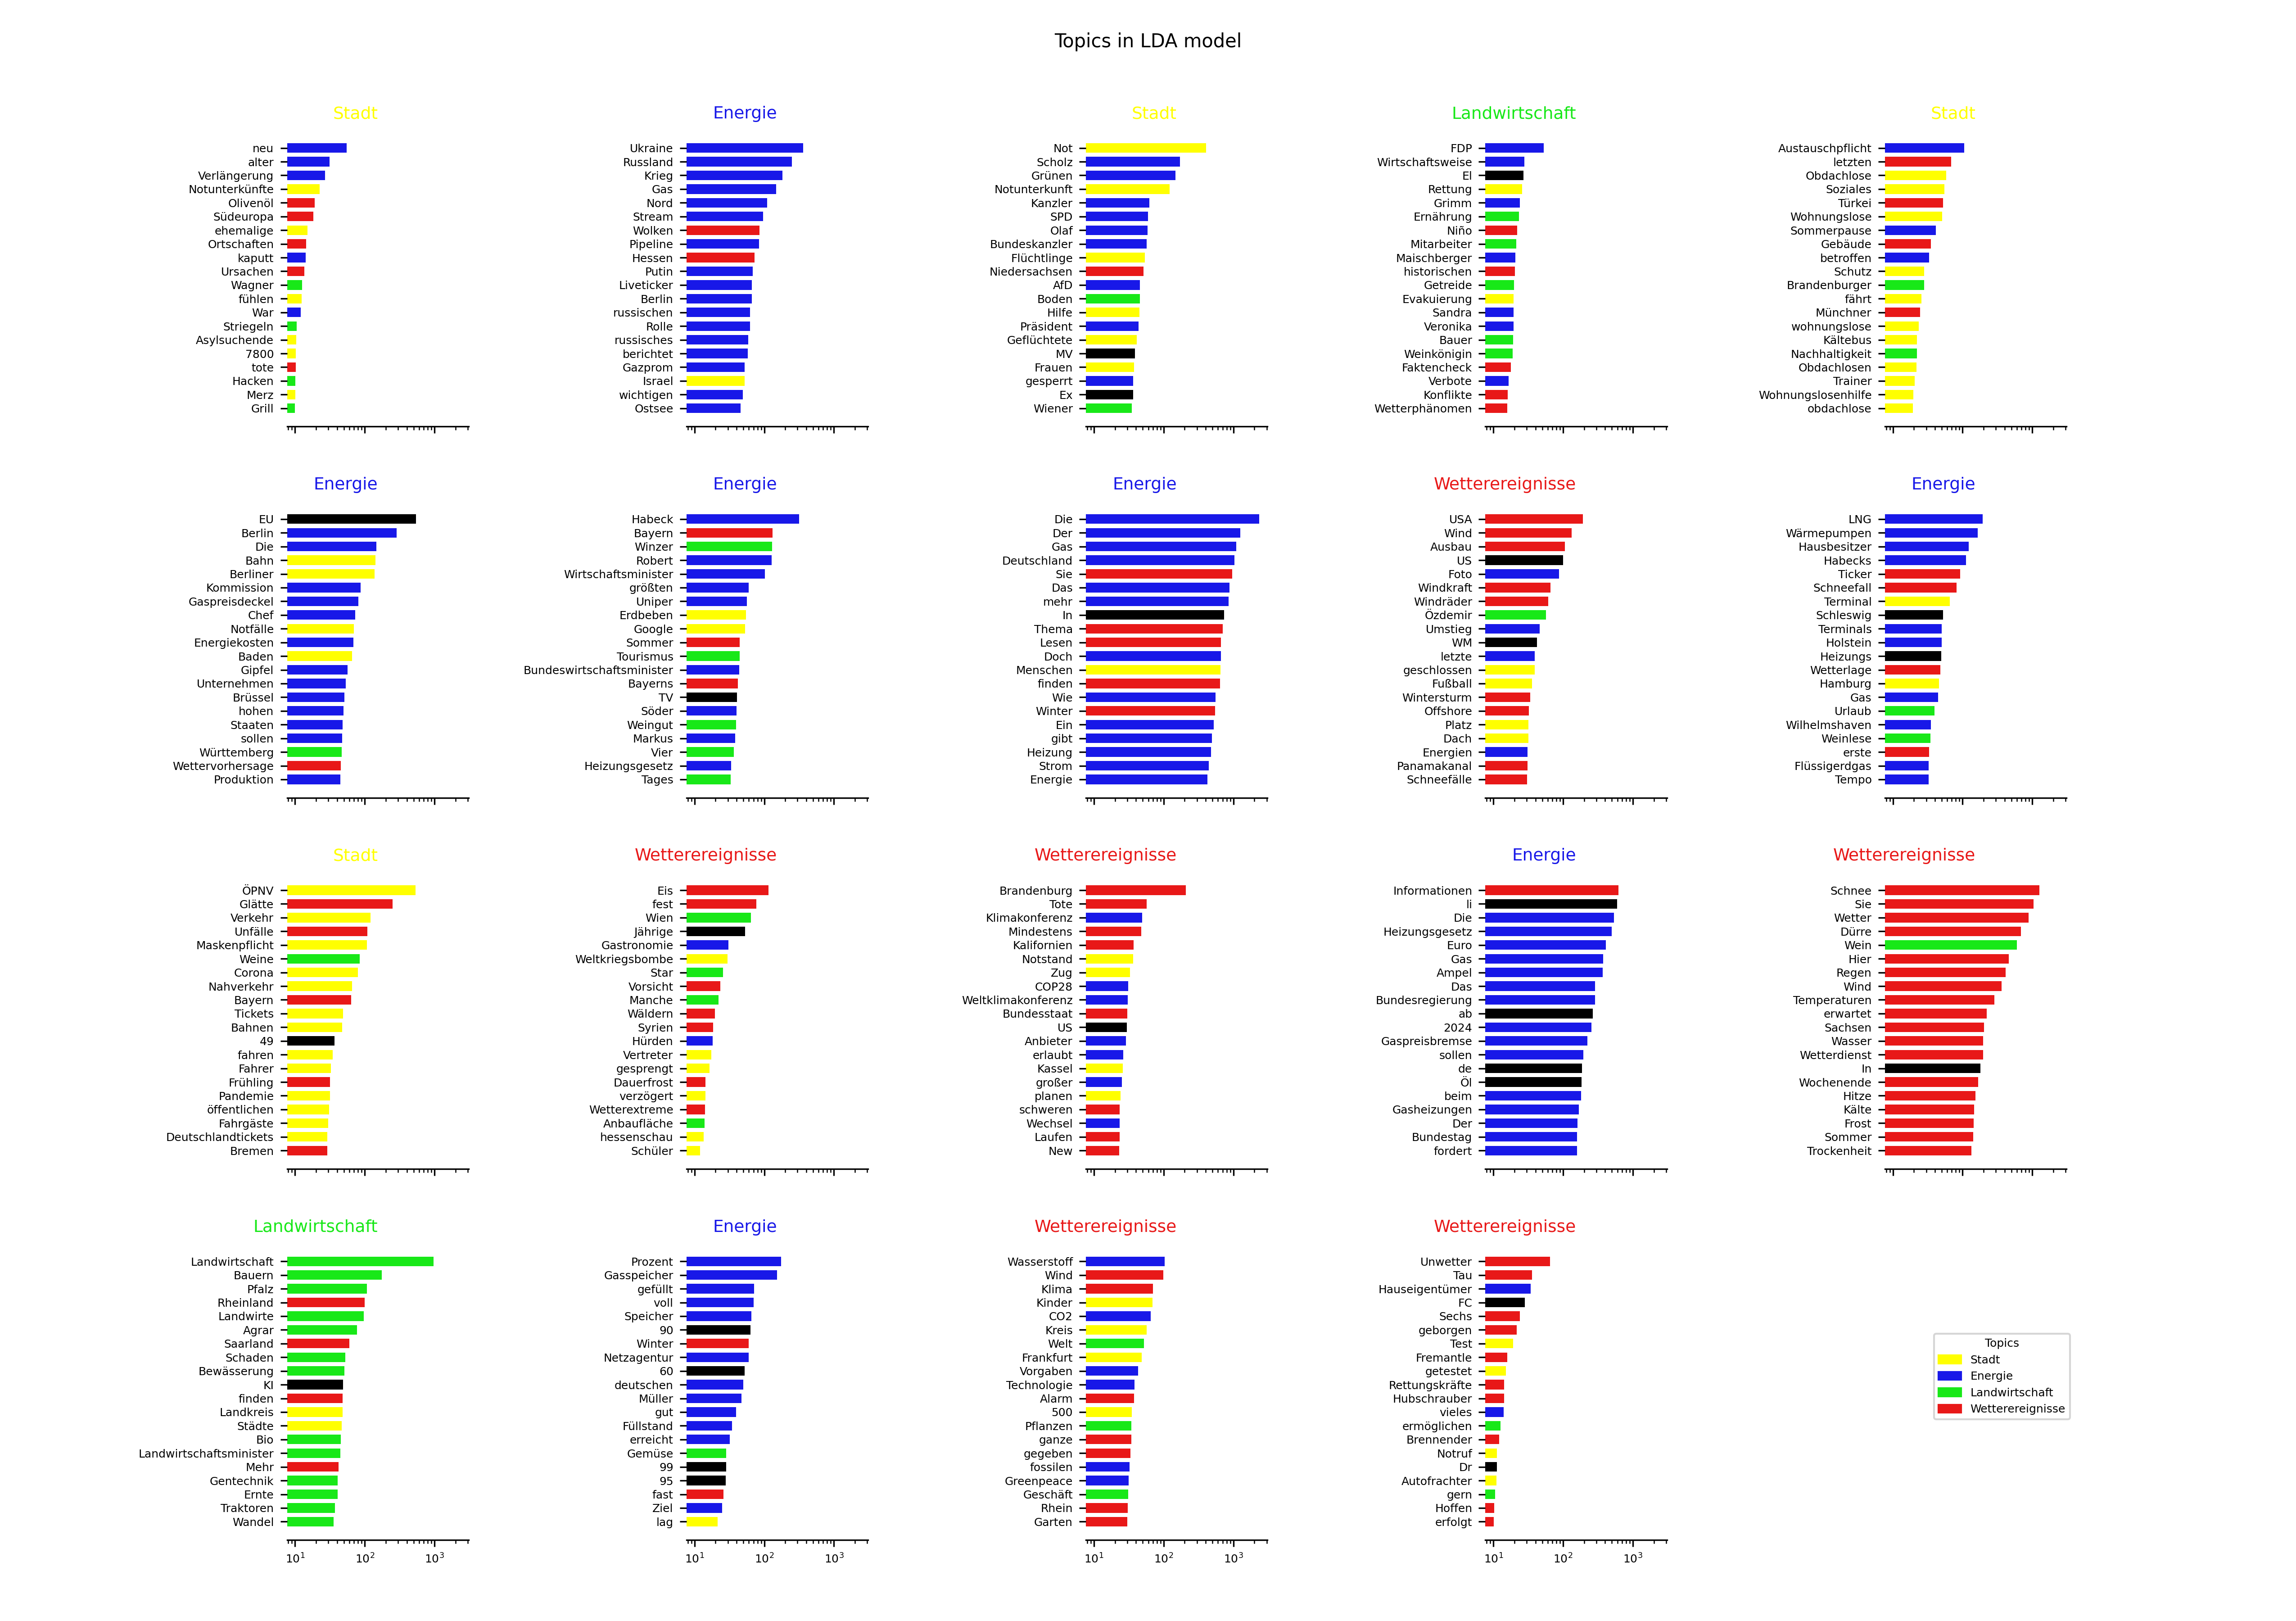 Topics in LDA model
Stadt
neu
alter
Verlängerung
Notunterkünfte
Olivenöl
Südeuropa
ehemalige
Ortschaften
kaputt
Ursachen
Wagner
fühlen
War
Striegeln
Asylsuchende
7800
tote
Hacken
Merz
Grill
Energie
Ukraine
Russland
Krieg
Gas
Nord
Stream
Wolken
Pipeline
Hessen
Putin
Liveticker
Berlin
russischen
Rolle
russisches
berichtet
Gazprom
Israel
wichtigen
Ostsee
Stadt
Not
Scholz
Grünen
Notunterkunft
Kanzler
SPD
Olaf
Bundeskanzler
Flüchtlinge
Niedersachsen
AfD
Boden
Hilfe
Präsident
Geflüchtete
MV
Frauen
gesperrt
Ex
Wiener
Landwirtschaft
FDP
Wirtschaftsweise
El
Rettung
Grimm
Ernährung
Niño
Mitarbeiter
Maischberger
historischen
Getreide
Evakuierung
Sandra
Veronika
Bauer
Weinkönigin
Faktencheck
Verbote
Konflikte
Wetterphänomen
Stadt
Austauschpflicht
letzten
Obdachlose
Soziales
Türkei
Wohnungslose
Sommerpause
Gebäude
betroffen
Schutz
Brandenburger
fährt
Münchner
wohnungslose
Kältebus
Nachhaltigkeit
Obdachlosen
Trainer
Wohnungslosenhilfe
obdachlose
Energie
EU
Berlin
Die
Bahn
Berliner
Kommission
Gaspreisdeckel
Chef
Notfälle
Energiekosten
Baden
Gipfel
Unternehmen
Brüssel
hohen
Staaten
sollen
Württemberg
Wettervorhersage
Produktion
Energie
Habeck
Bayern
Winzer
Robert
Wirtschaftsminister
größten
Uniper
Erdbeben
Google
Sommer
Tourismus
Bundeswirtschaftsminister
Bayerns
TV
Söder
Weingut
Markus
Vier
Heizungsgesetz
Tages
Energie
Die
Der
Gas
Deutschland
Sie
Das
mehr
In
Thema
Lesen
Doch
Menschen
finden
Wie
Winter
Ein
gibt
Heizung
Strom
Energie
Wetterereignisse
USA
Wind
Ausbau
US
Foto
Windkraft
Windräder
Özdemir
Umstieg
WM
letzte
geschlossen
Fußball
Wintersturm
Offshore
Platz
Dach
Energien
Panamakanal
Schneefälle
Energie
LNG
Wärmepumpen
Hausbesitzer
Habecks
Ticker
Schneefall
Terminal
Schleswig
Terminals
Holstein
Heizungs
Wetterlage
Hamburg
Gas
Urlaub
Wilhelmshaven
Weinlese
erste
Flüssigerdgas
Tempo
Stadt
ÖPNV
Glätte
Verkehr
Unfälle
Maskenpflicht
Weine
Corona
Nahverkehr
Bayern
Tickets
Bahnen
49
fahren
Fahrer
Frühling
Pandemie
öffentlichen
Fahrgäste
Deutschlandtickets
Bremen
Wetterereignisse
Eis
fest
Wien
Jährige
Gastronomie
Weltkriegsbombe
Star
Vorsicht
Manche
Wäldern
Syrien
Hürden
Vertreter
gesprengt
Dauerfrost
verzögert
Wetterextreme
Anbaufläche
hessenschau
Schüler
Wetterereignisse
Brandenburg
Tote
Klimakonferenz
Mindestens
Kalifornien
Notstand
Zug
COP28
Weltklimakonferenz
Bundesstaat
US
Anbieter
erlaubt
Kassel
großer
planen
schweren
Wechsel
Laufen
New
Energie
Informationen
li
Die
Heizungsgesetz
Euro
Gas
Ampel
Das
Bundesregierung
ab
2024
Gaspreisbremse
sollen
de
Öl
beim
Gasheizungen
Der
Bundestag
fordert
Wetterereignisse
Schnee
Sie
Wetter
Dürre
Wein
Hier
Regen
Wind
Temperaturen
erwartet
Sachsen
Wasser
Wetterdienst
In
Wochenende
Hitze
Kälte
Frost
Sommer
Trockenheit
Landwirtschaft
Landwirtschaft
Bauern
Pfalz
Rheinland
Landwirte
Agrar
Saarland
Schaden
Bewässerung
KI
finden
Landkreis
Städte
Bio
Landwirtschaftsminister
Mehr
Gentechnik
Ernte
Traktoren
Wandel
10¹ 10² 10³
Energie
Prozent
Gasspeicher
gefüllt
voll
Speicher
90
Winter
Netzagentur
60
deutschen
Müller
gut
Füllstand
erreicht
Gemüse
99
95
fast
Ziel
lag
10¹ 10² 10³
Wetterereignisse
Wasserstoff
Wind
Klima
Kinder
CO2
Kreis
Welt
Frankfurt
Vorgaben
Technologie
Alarm
500
Pflanzen
ganze
gegeben
fossilen
Greenpeace
Geschäft
Rhein
Garten
10¹ 10² 10³
Wetterereignisse
Unwetter
Tau
Hauseigentümer
FC
Sechs
geborgen
Test
Fremantle
getestet
Rettungskräfte
Hubschrauber
vieles
ermöglichen
Brennender
Notruf
Dr
Autofrachter
gern
Hoffen
erfolgt
10¹ 10² 10³
Topics
Stadt
Energie
Landwirtschaft
Wetterereignisse